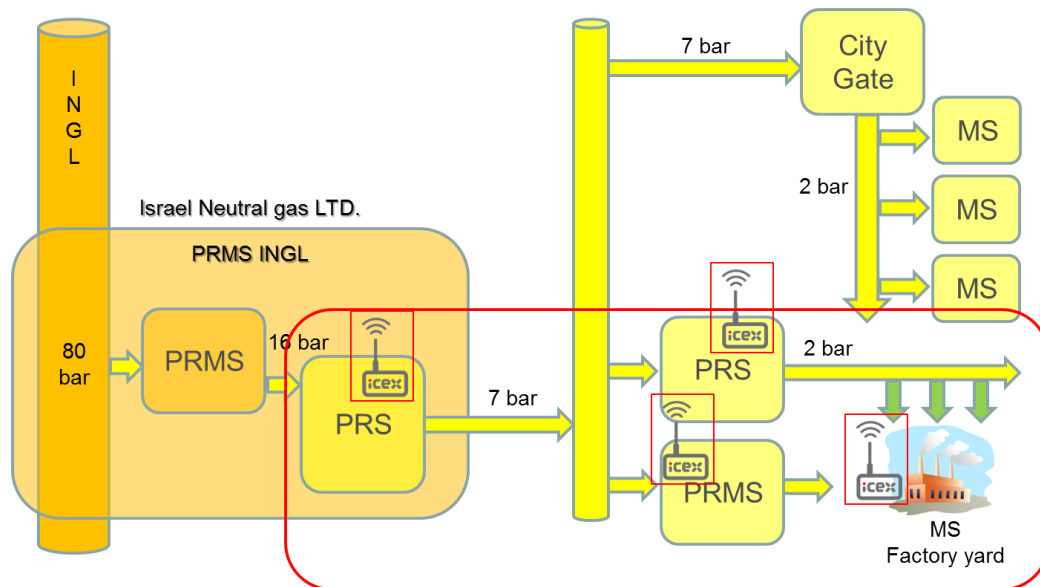 I
N
G
L
80
bar
Israel Neutral gas LTD.
PRMS INGL
PRMS
16 bar
icex
PRS
7 bar
7 bar
City
Gate
2 bar
MS
MS
MS
icex
PRS
2 bar
icex
PRMS
icex
MS
Factory yard